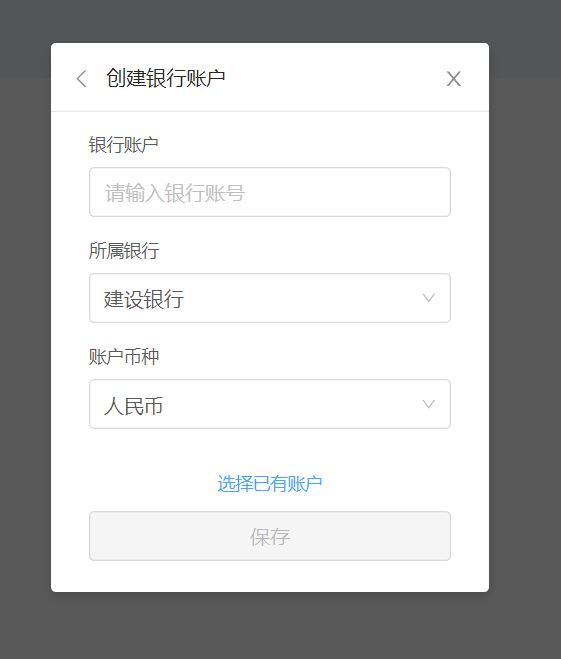 创建银行账户
银行账户
请输入银行账号
所属银行
建设银行
账户币种
人民币
选择已有账户
保存